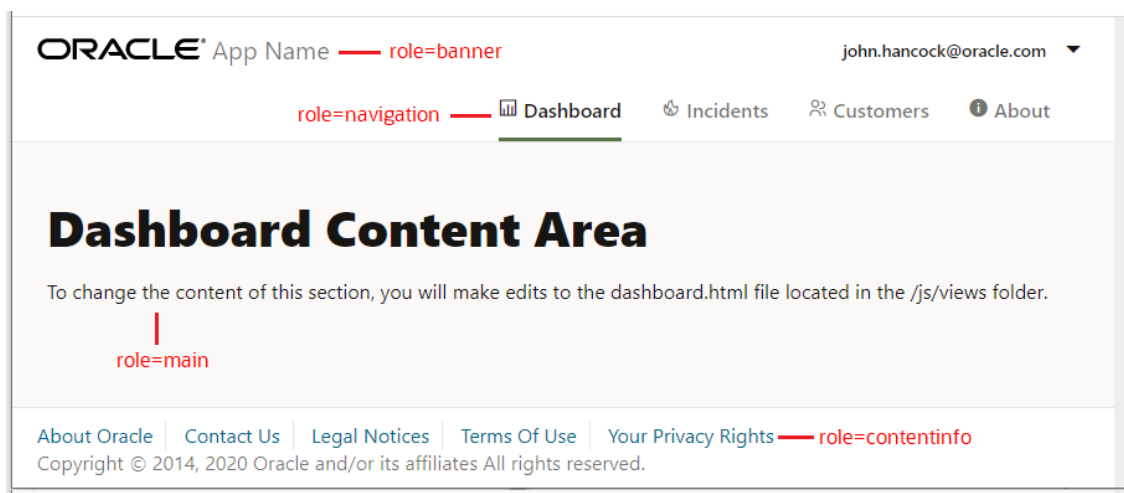 ORACLE® App Name role=banner john.hancock@oracle.com
role=navigation Dashboard Incidents Customers About
Dashboard Content Area
To change the content of this section, you will make edits to the dashboard.html file located in the /js/views folder.
role=main
About Oracle Contact Us Legal Notices Terms Of Use Your Privacy Rights role=contentinfo
Copyright © 2014, 2020 Oracle and/or its affiliates All rights reserved.